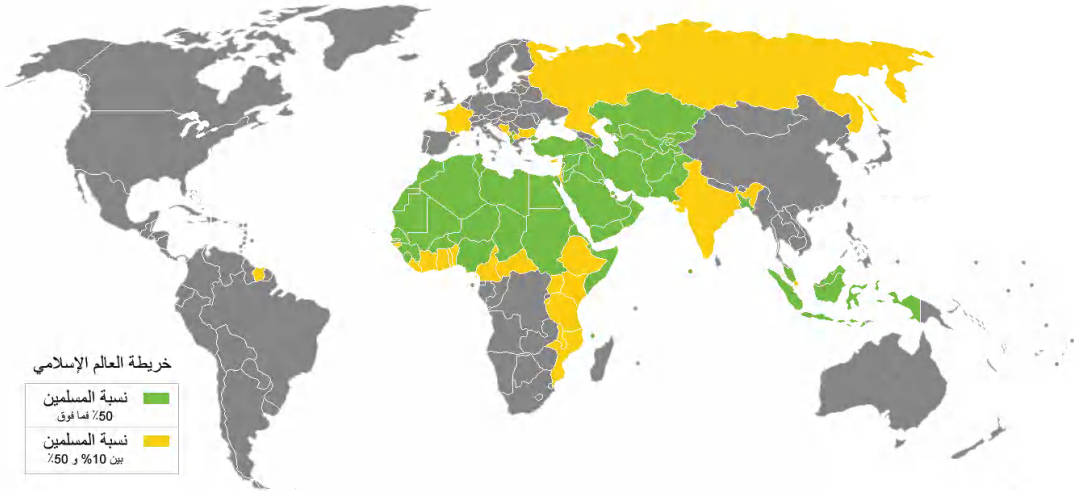 خريطة العالم الإسلامي
نسبة المسلمين
50٪ فما فوق
نسبة المسلمين
بين 10% و 50٪